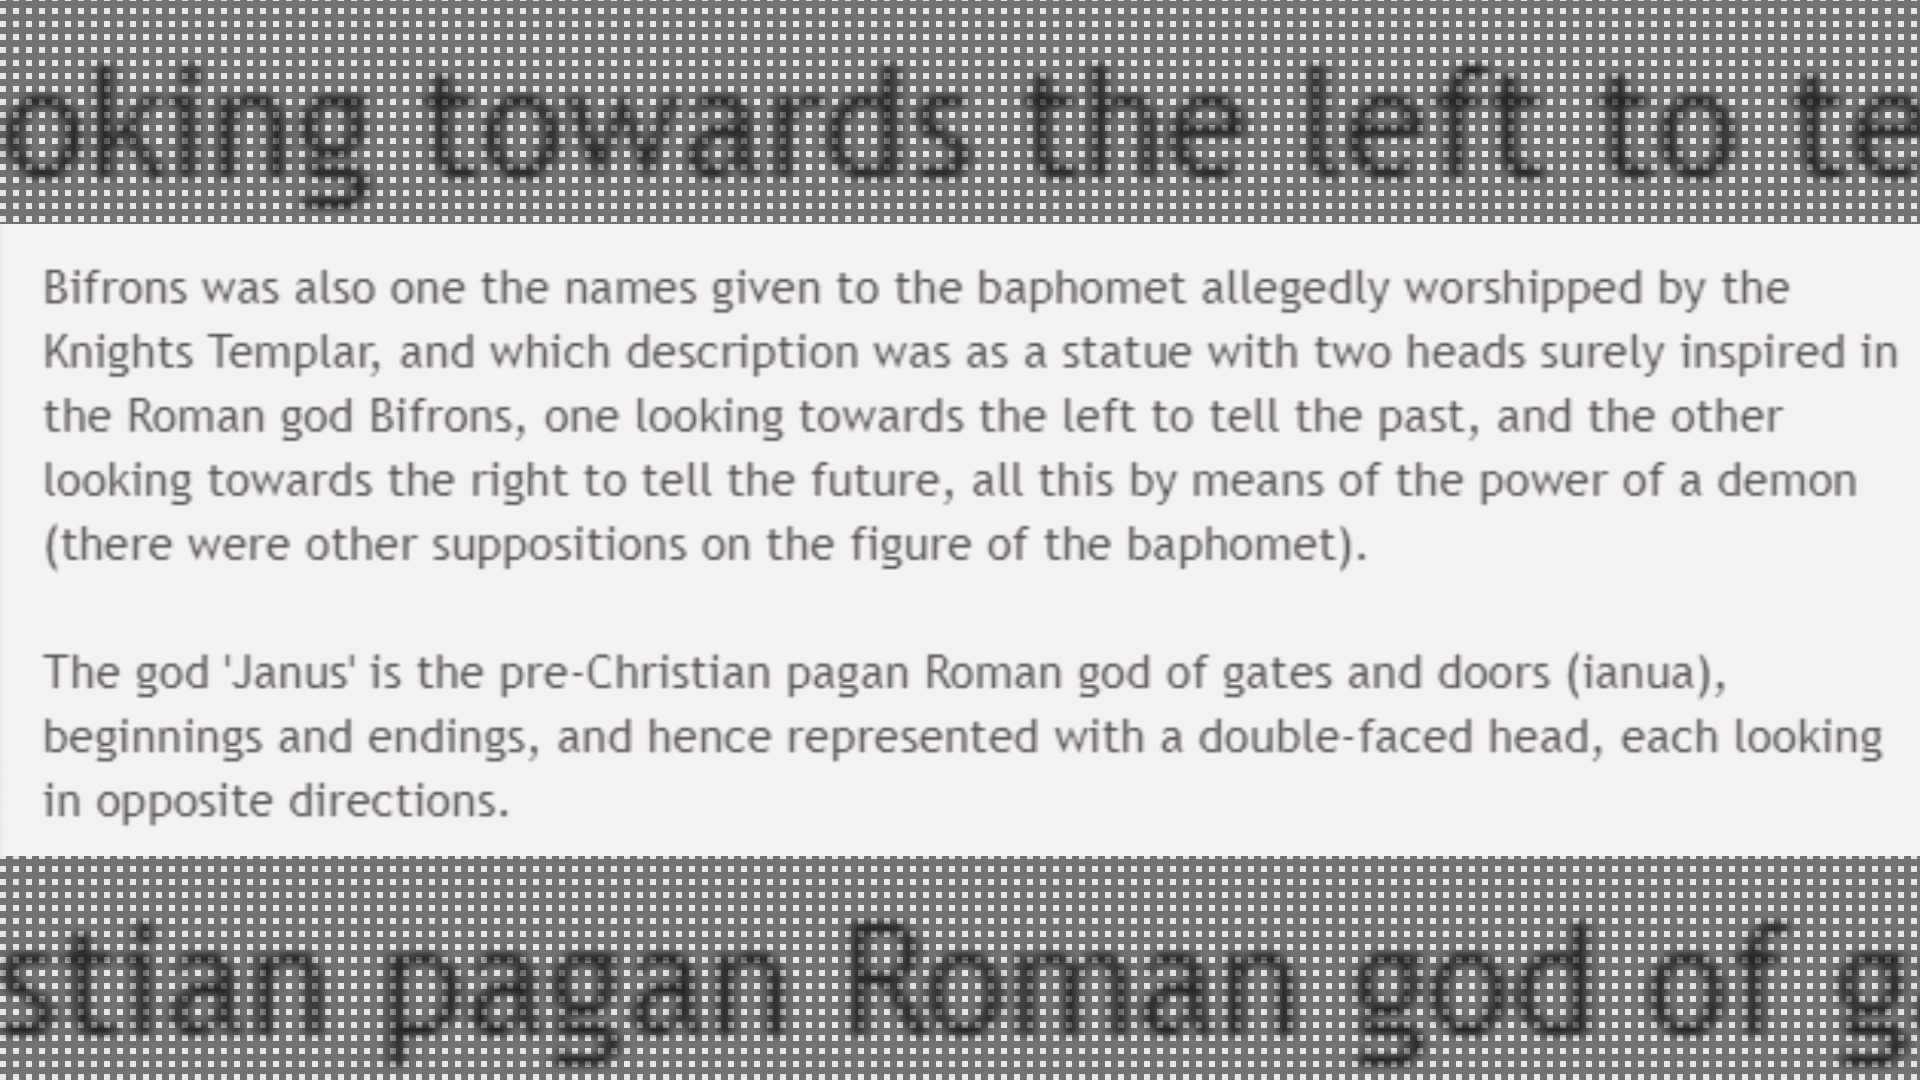 oking towards the left to te
Bifrons was also one the names given to the baphomet allegedly worshipped by the
Knights Templar, and which description was as a statue with two heads surely inspired in
the Roman god Bifrons, one looking towards the left to tell the past, and the other
looking towards the right to tell the future, all this by means of the power of a demon
(there were other suppositions on the figure of the baphomet).
The god 'Janus' is the pre-Christian pagan Roman god of gates and doors (ianua),
beginnings and endings, and hence represented with a double-faced head, each looking
in opposite directions.
stian pagan Roman god of g